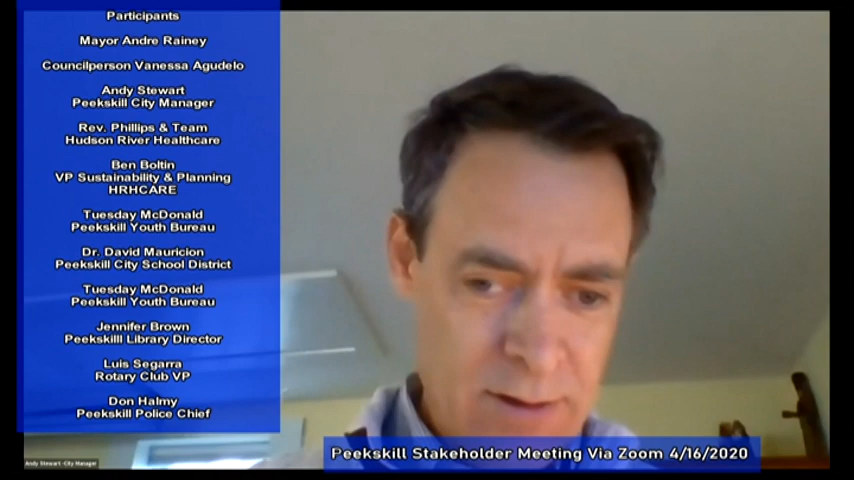 Participants
Mayor Andre Rainey
Councilperson Vanessa Agudelo
Andy Stewart
Peekskill City Manager
Rev. Phillips & Team
Hudson River Healthcare
Ben Boltin
VP Sustainability & Planning
HRHCARE
Tuesday McDonald
Peekskill Youth Bureau
Dr. David Mauricion
Peekskill City School District
Tuesday McDonald
Peekskill Youth Bureau
Jennifer Brown
Peekskilll Library Director
Luis Segarra
Rotary Club VP
Don Halmy
Peekskill Police Chief
Andy Stewart -City Manager
Peekskill Stakeholder Meeting Via Zoom 4/16/2020